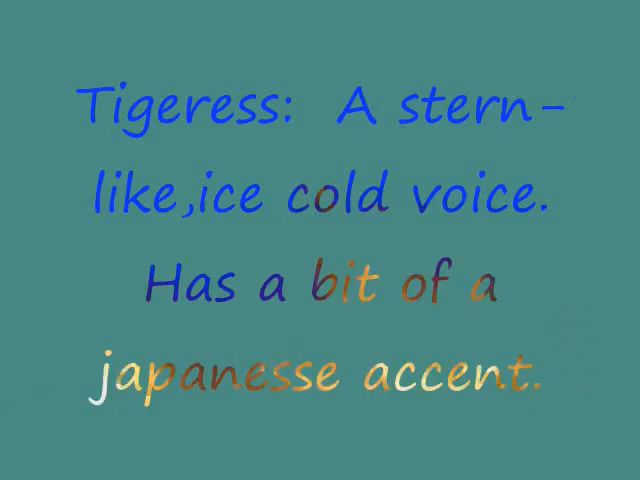 Tigeress:  A stern-
like,ice cold voice.
Has a bit of a
japanesse accent.